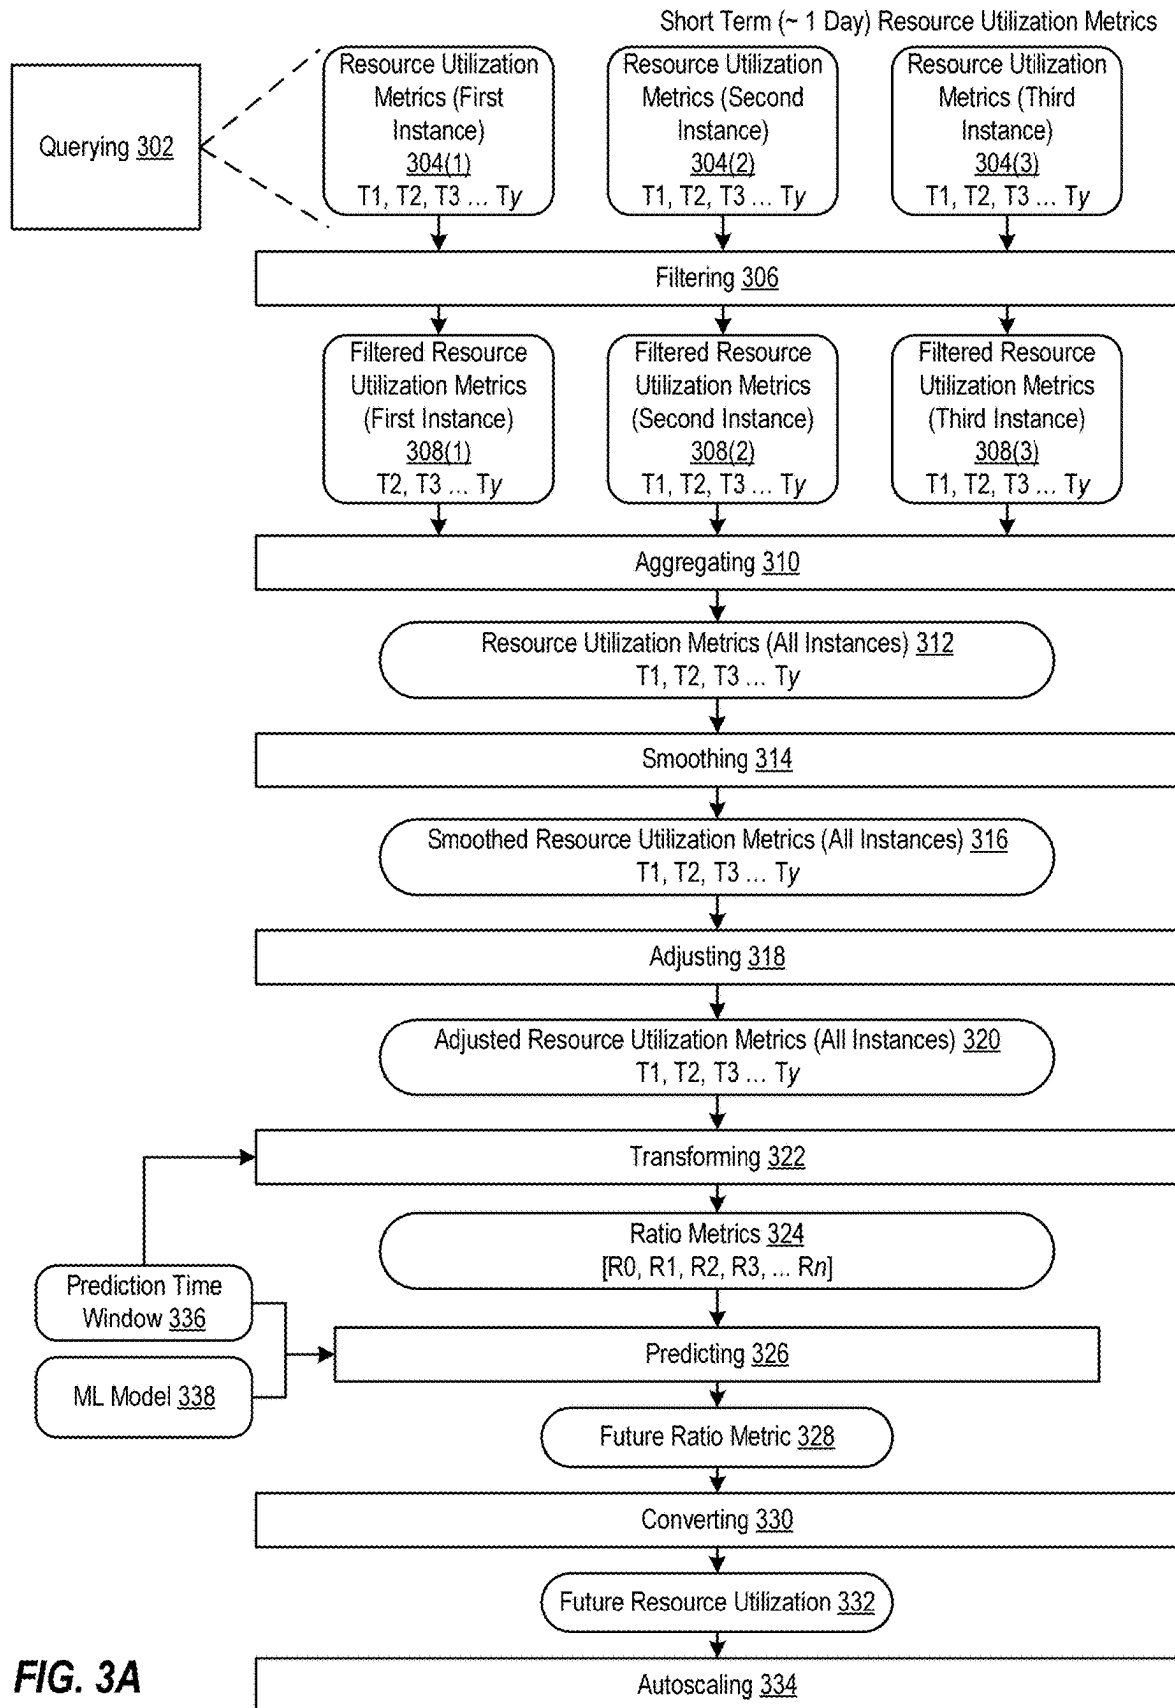 Short Term (~ 1 Day) Resource Utilization Metrics
Querying 302
Resource Utilization
Metrics (First
Instance)
304(1)
T1, T2, T3 ... Ty
Resource Utilization
Metrics (Second
Instance)
304(2)
T1, T2, T3 ... Ty
Resource Utilization
Metrics (Third
Instance)
304(3)
T1, T2, T3 ... Ty
Filtering 306
Filtered Resource
Utilization Metrics
(First Instance)
308(1)
T2, T3 ... Ty
Filtered Resource
Utilization Metrics
(Second Instance)
308(2)
T1, T2, T3 ... Ty
Filtered Resource
Utilization Metrics
(Third Instance)
308(3)
T1, T2, T3 ... Ty
Aggregating 310
Resource Utilization Metrics (All Instances) 312
T1, T2, T3 ... Ty
Smoothing 314
Smoothed Resource Utilization Metrics (All Instances) 316
T1, T2, T3 ... Ty
Adjusting 318
Adjusted Resource Utilization Metrics (All Instances) 320
T1, T2, T3 ... Ty
Transforming 322
Ratio Metrics 324
[R0, R1, R2, R3, ... Rn]
Prediction Time
Window 336
Predicting 326
ML Model 338
Future Ratio Metric 328
Converting 330
Future Resource Utilization 332
Autoscaling 334
FIG. 3A